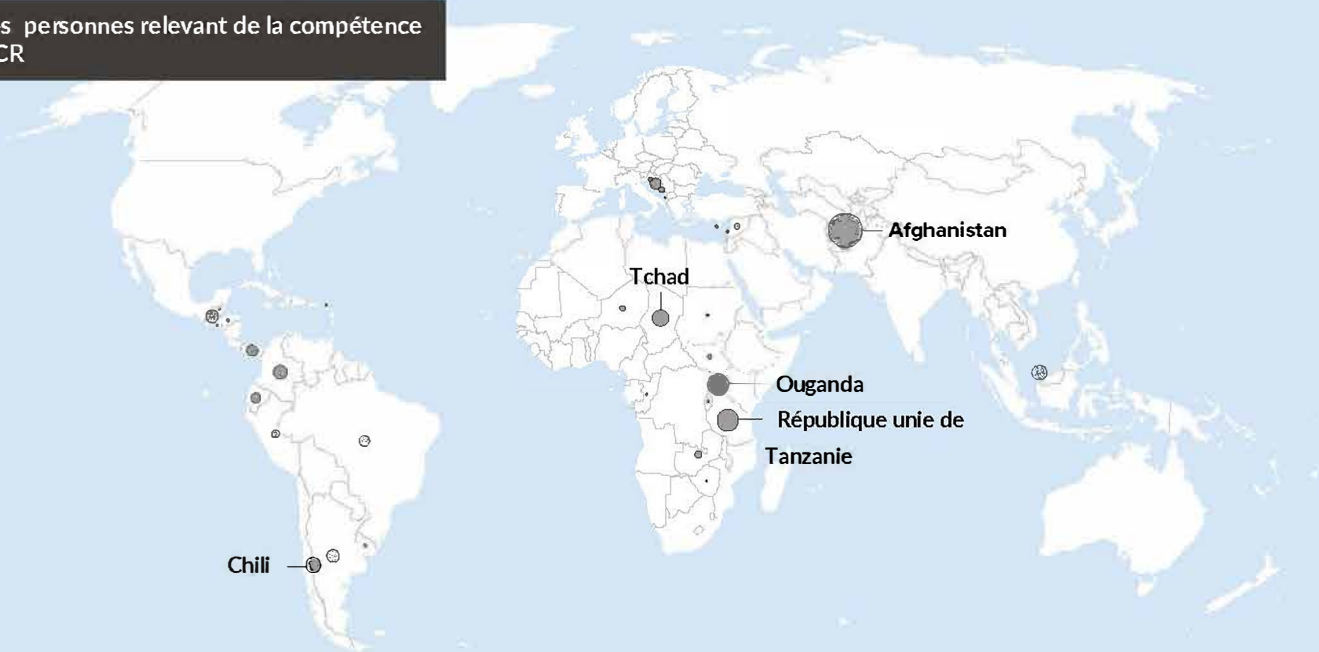 s personnes relevant de la compétence
CR
Afghanistan
Tchad
Ouganda
République unie de
Tanzanie
Chili